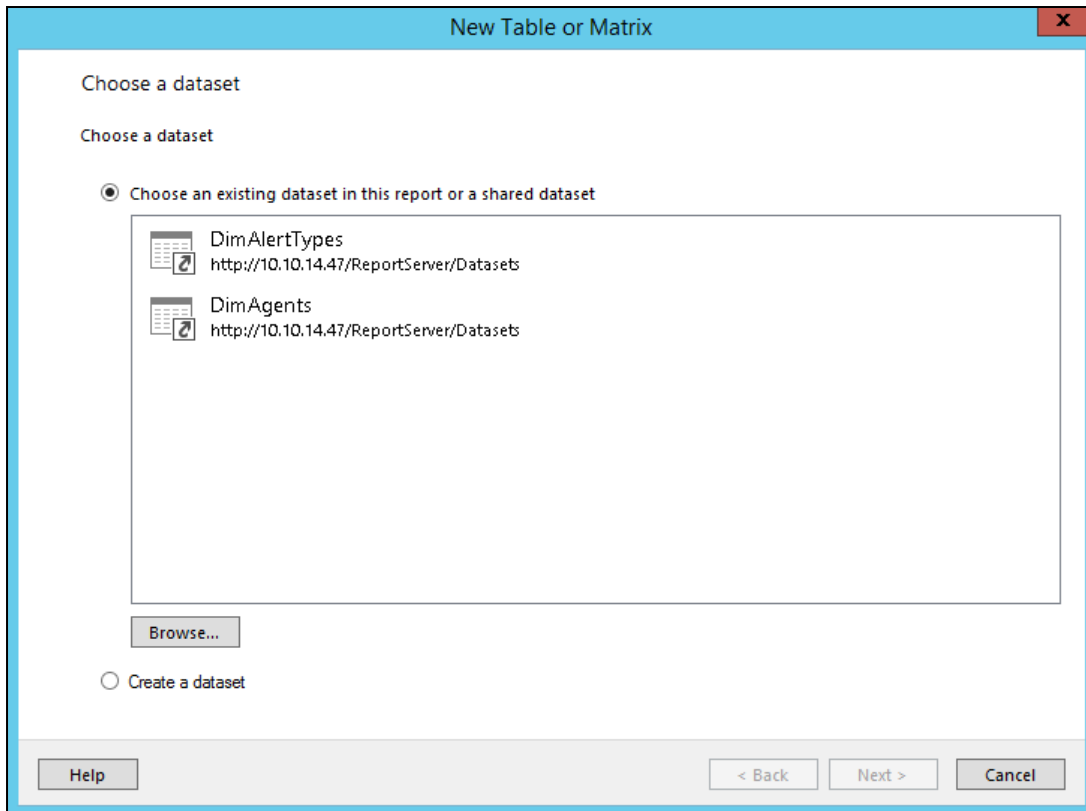 New Table or Matrix
x
Choose a dataset
Choose a dataset
Choose an existing dataset in this report or a shared dataset
DimAlertTypes
http://10.10.14.47/ReportServer/Datasets
DimAgents
http://10.10.14.47/ReportServer/Datasets
Browse...
Create a dataset
Help
< Back
Next >
Cancel